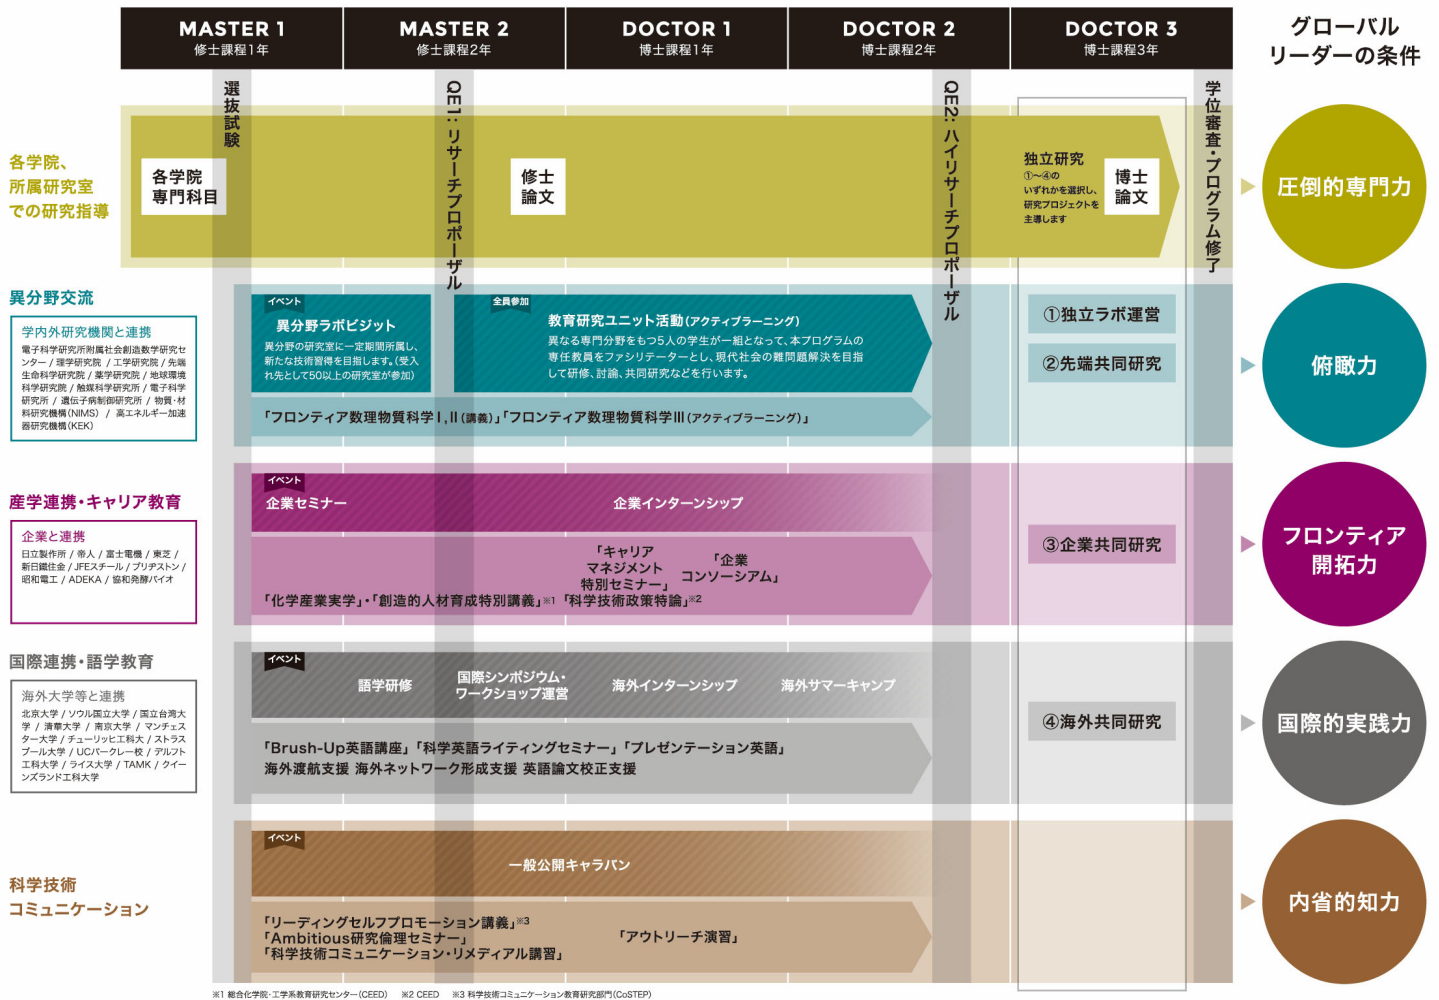 MASTER 1
修士課程1年
MASTER 2
修士課程2年
DOCTOR 1
博士課程1年
DOCTOR 2
博士課程2年
DOCTOR 3
博士課程3年
グローバル
リーダーの条件
選抜試験
QE1:リサーチプロポーザル
QE2:ハイリサーチプロポーザル
学位審査・プログラム修了
各学院、
所属研究室
での研究指導
各学院
専門科目
修士
論文
独立研究
①〜④の
いずれかを選択し、
研究プロジェクトを
主導します
博士
論文
圧倒的専門力
異分野交流
学内外研究機関と連携
電子科学研究所附属社会創造数学研究セ
ンター / 理学研究院 / 工学研究院 / 先端
生命科学研究院 / 薬学研究院 / 地球環境
科学研究院 / 触媒科学研究所 / 電子科学
研究所 / 遺伝子病制御研究所 / 物質・材
料研究機構(NIMS) / 高エネルギー加速
器研究機構(KEK)
イベント
異分野ラボビジット
異分野の研究室に一定期間所属し、
新たな技術習得を目指します。(受入
れ先として50以上の研究室が参加)
全員参加
教育研究ユニット活動(アクティブラーニング)
異なる専門分野をもつ5人の学生が一組となって、本プログラムの
専任教員をファシリテーターとし、現代社会の難問題解決を目指
して研修、討論、共同研究などを行います。
「フロンティア数理物質科学Ⅰ,Ⅱ(講義)」「フロンティア数理物質科学Ⅲ(アクティブラーニング)」
①独立ラボ運営
②先端共同研究
俯瞰力
産学連携・キャリア教育
企業と連携
日立製作所 / 帝人 / 富士電機 / 東芝 /
新日鐵住金 / JFEスチール / ブリヂストン /
昭和電工 / ADEKA / 協和発酵バイオ
イベント
企業セミナー
企業インターンシップ
「キャリア
マネジメント
特別セミナー」
「企業
コンソーシアム」
「化学産業実学」・「創造的人材育成特別講義」※1 「科学技術政策特論」※2
③企業共同研究
フロンティア
開拓力
国際連携・語学教育
海外大学等と連携
北京大学 / ソウル国立大学 / 国立台湾大
学 / 清華大学 / 南京大学 / マンチェス
ター大学 / チューリッヒ工科大 / ストラス
ブール大学 / UCバークレー校 / デルフト
工科大学 / ライス大学 / TAMK / クイー
ンズランド工科大学
イベント
語学研修
国際シンポジウム・
ワークショップ運営
海外インターンシップ
海外サマーキャンプ
「Brush-Up英語講座」「科学英語ライティングセミナー」「プレゼンテーション英語」
海外渡航支援 海外ネットワーク形成支援 英語論文校正支援
④海外共同研究
国際的実践力
科学技術
コミュニケーション
イベント
一般公開キャラバン
「リーディングセルフプロモーション講義」※3
「Ambitious研究倫理セミナー」
「科学技術コミュニケーション・リメディアル講習」
「アウトリーチ演習」
内省的知力
※1 総合化学院・工学系教育研究センター(CEED) ※2 CEED ※3 科学技術コミュニケーション教育研究部門(CoSTEP)